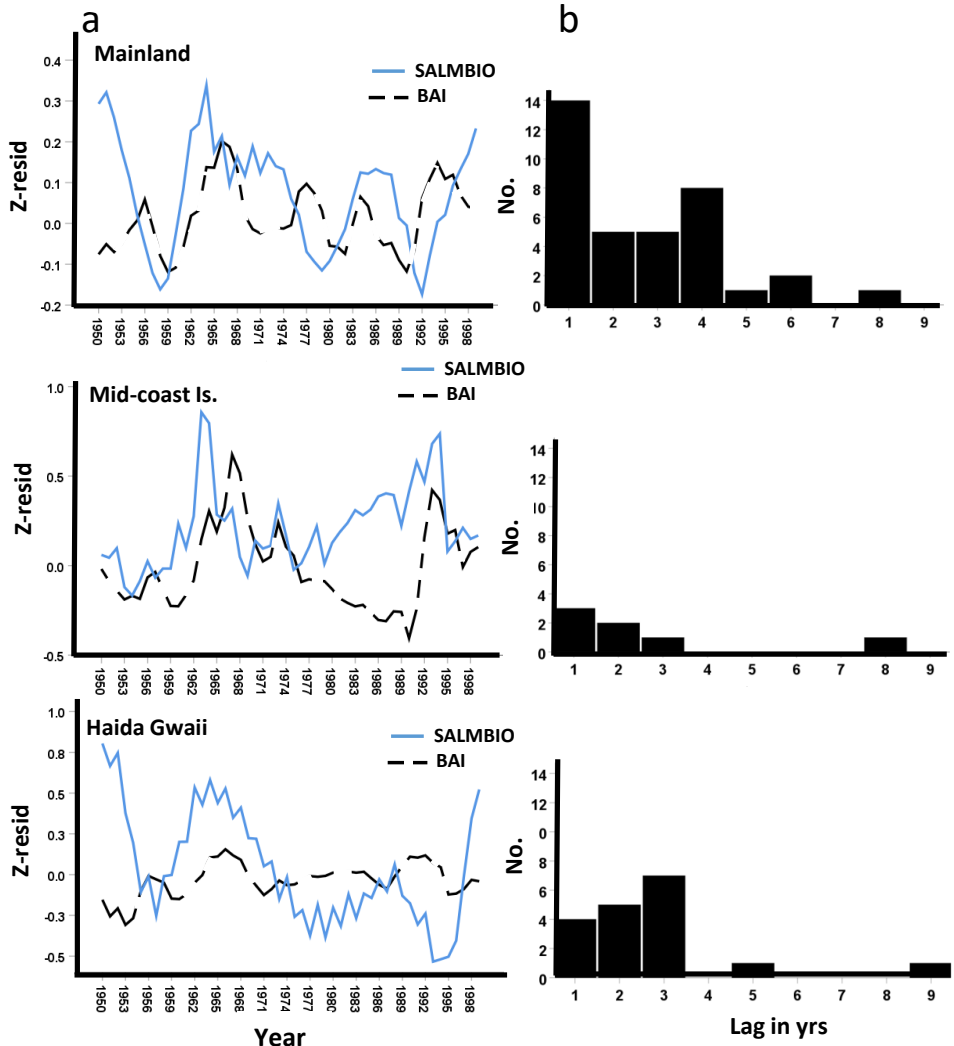 a
b
Mainland
SALMBIO
BAI
Z-resid
0.4
0.3
0.2
0.1
0.0
-0.1
-0.2
1950 1953 1956 1959 1962 1965 1968 1971 1974 1977 1980 1983 1986 1989 1992 1995 1998
No.
14
12
10
8
6
4
2
0
1 2 3 4 5 6 7 8 9
SALMBIO
BAI
Mid-coast Is.
Z-resid
1.0
0.5
0.0
-0.5
1950 1953 1956 1959 1962 1965 1968 1971 1974 1977 1980 1983 1986 1989 1992 1995 1998
No.
14
12
10
8
6
4
2
0
1 2 3 4 5 6 7 8 9
Haida Gwaii
SALMBIO
BAI
Z-resid
1.0
0.8
0.5
0.3
0.0
-0.3
-0.5
1950 1953 1956 1959 1962 1965 1968 1971 1974 1977 1980 1983 1986 1989 1992 1995 1998
Year
No.
14
12
0
8
6
4
2
0
1 2 3 4 5 6 7 8 9
Lag in yrs